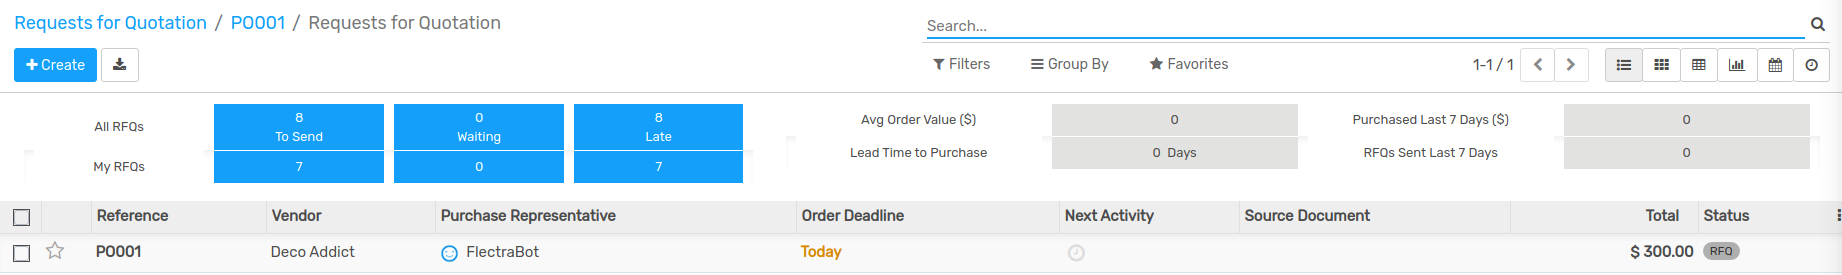 Requests for Quotation / PO001 / Requests for Quotation
Search...
Create
Filters
Group By
Favorites
1-1 / 1
All RFQs
8
To Send
0
Waiting
8
Late
My RFQs
7
0
7
Avg Order Value ($)
0
Lead Time to Purchase
0 Days
Purchased Last 7 Days ($)
0
RFQs Sent Last 7 Days
0
Reference Vendor Purchase Representative Order Deadline Next Activity Source Document Total Status
PO001 Deco Addict FlectraBot Today $ 300.00 RFQ